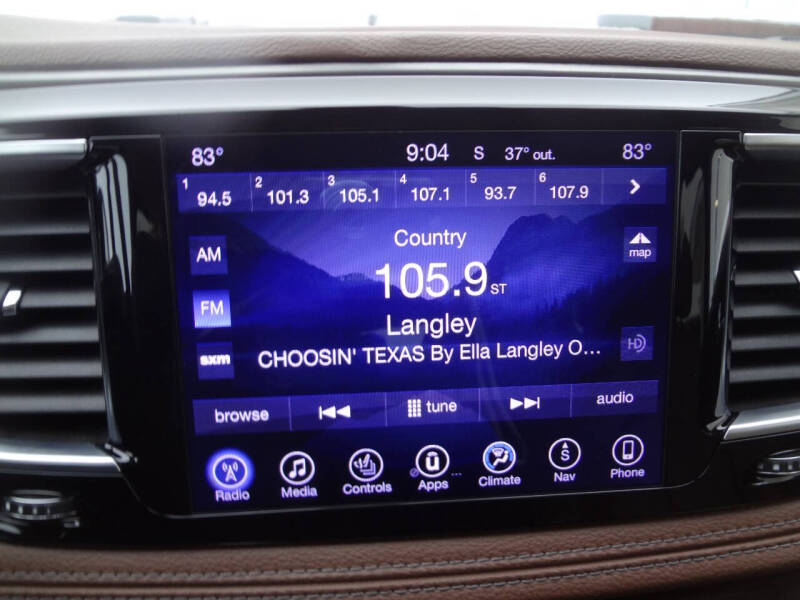 83° 9:04 S 37° out. 83°
1 94.5 2 101.3 3 105.1 4 107.1 5 93.7 6 107.9
Country
AM map
105.9 ST
FM
Langley
HD
sxm CHOOSIN' TEXAS By Ella Langley O...
browse tune audio
Radio Media Controls Apps Climate S Nav Phone